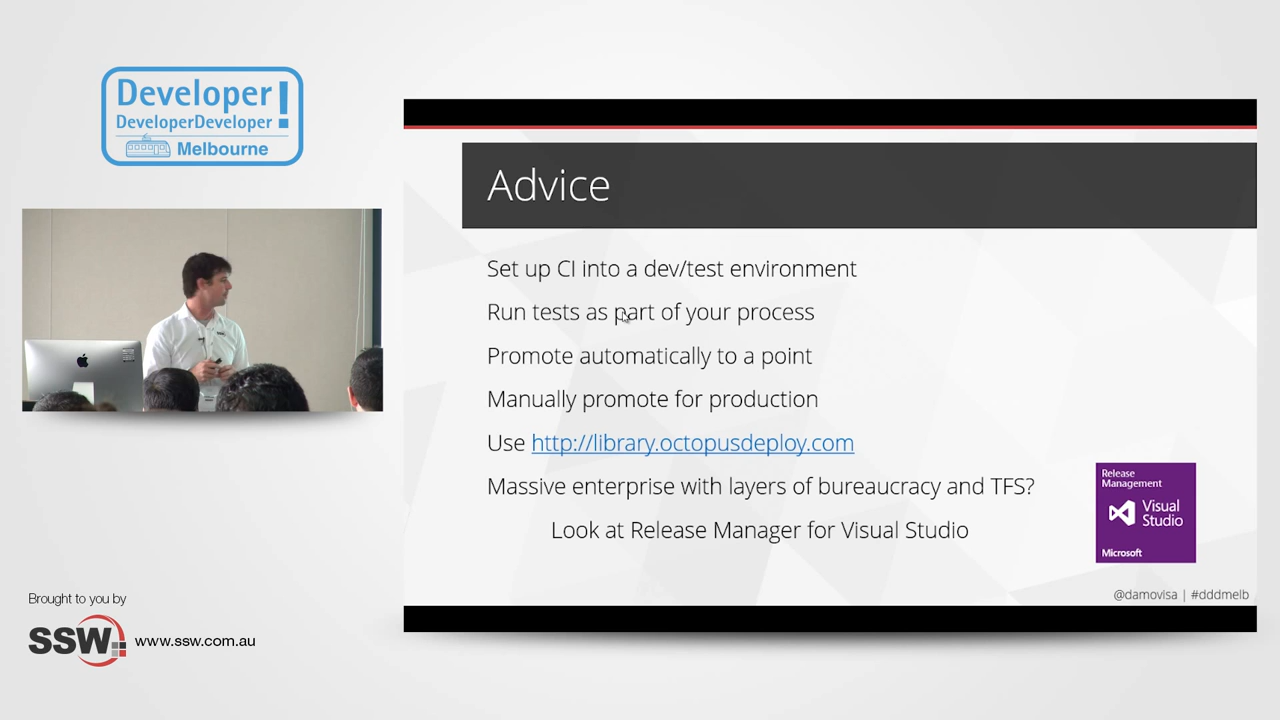 Developer!
DeveloperDeveloper
Melbourne
Advice
Set up CI into a dev/test environment
Run tests as part of your process
Promote automatically to a point
Manually promote for production
Use http://library.octopusdeploy.com
Massive enterprise with layers of bureaucracy and TFS?
Look at Release Manager for Visual Studio
Release
Management
Visual
Studio
Microsoft
@damovisa | #dddmelb
Brought to you by
SSW
www.ssw.com.au